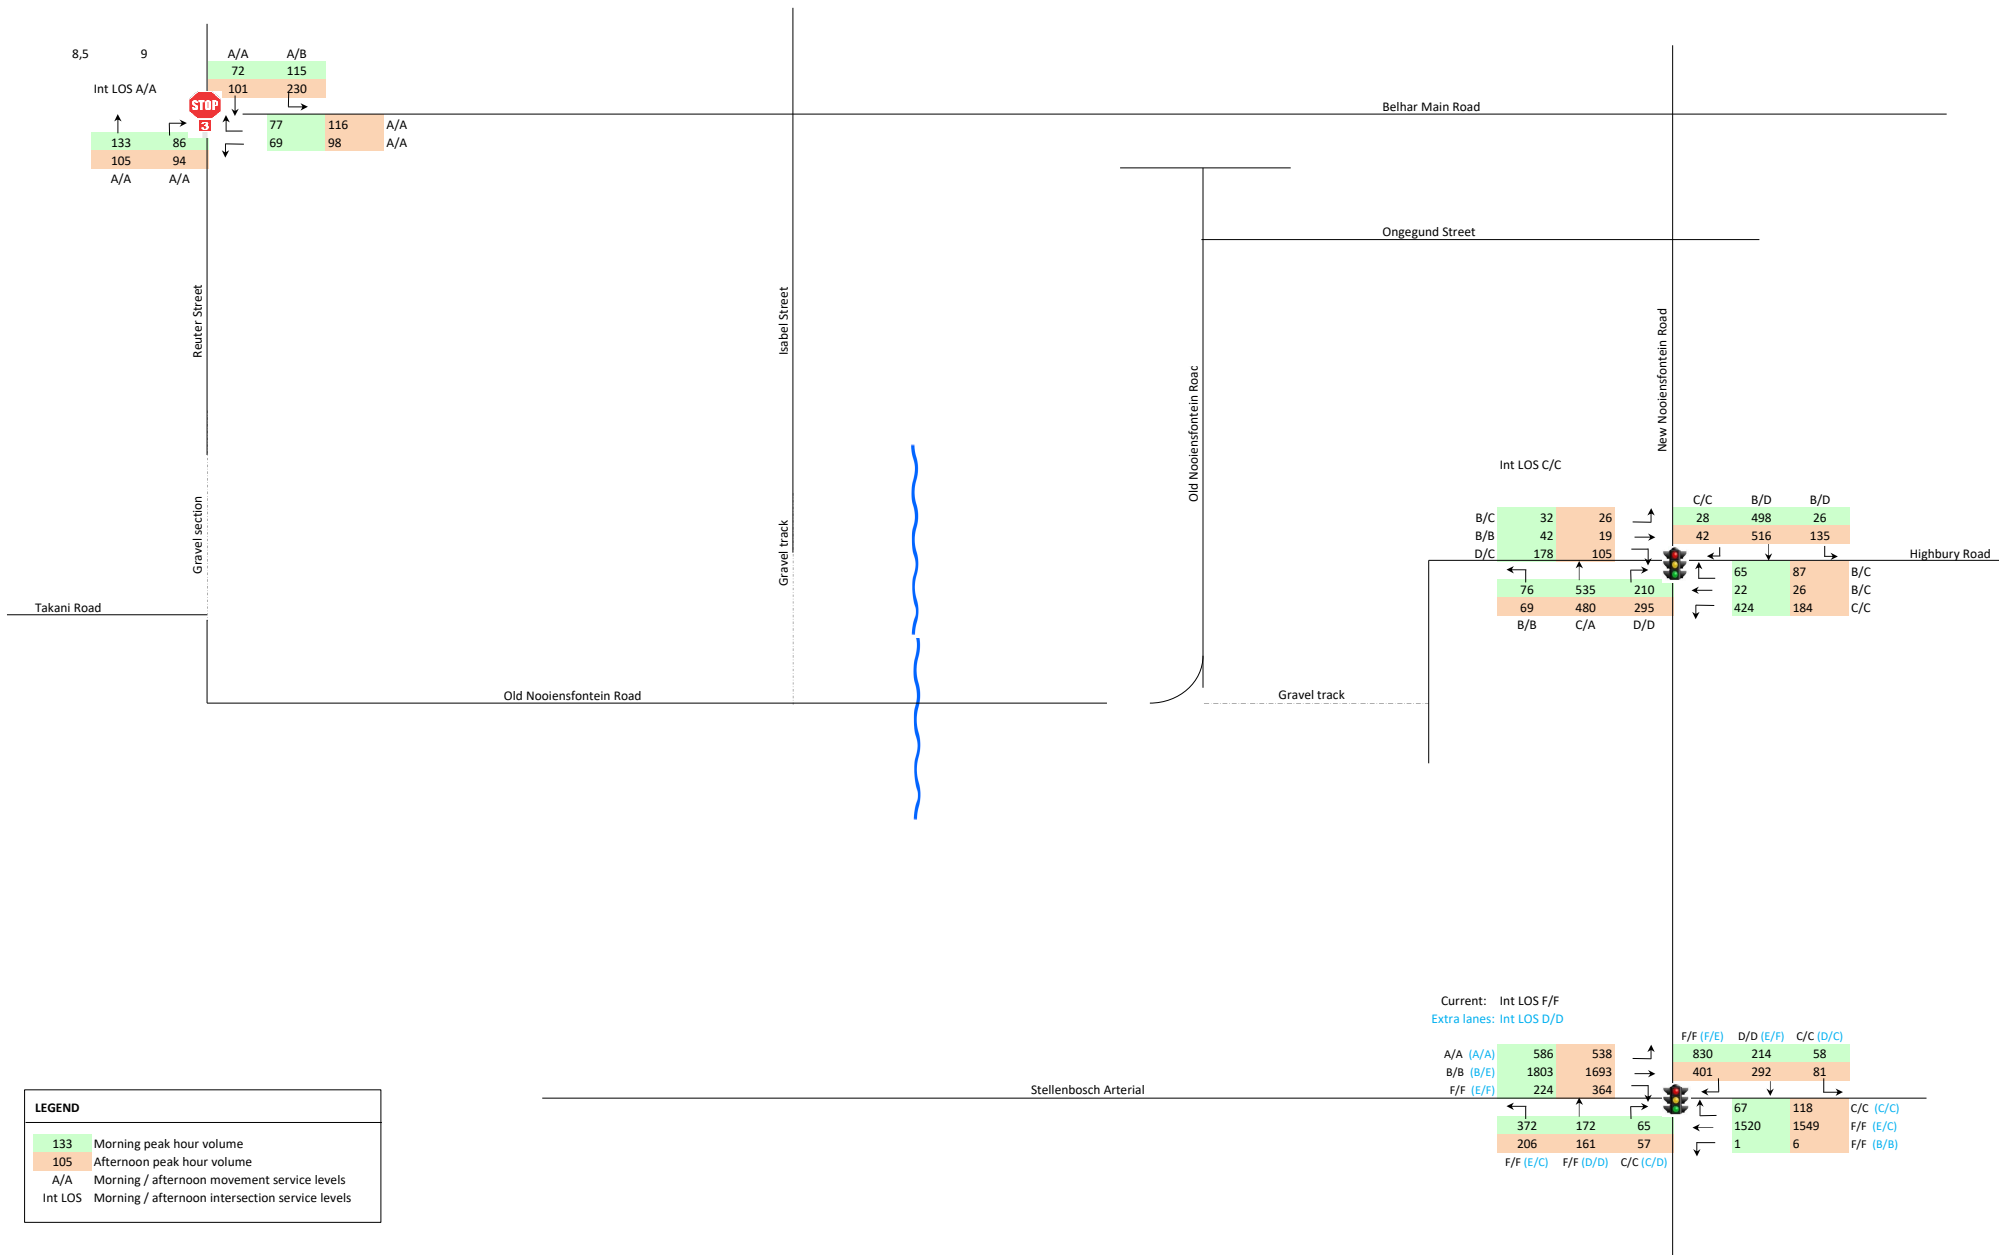 8,5 9 A/A A/B
72 115
Int LOS A/A 101 230
STOP
3
Belhar Main Road
77 116 A/A
133 86 69 98 A/A
105 94
A/A A/A
Ongegund Street
Reuter Street
Isabel Street
New Nooiensfontein Road
Old Nooiensfontein Roac
Int LOS C/C
C/C B/D B/D
B/C 32 26 28 498 26
B/B 42 19 42 516 135
D/C 178 105
Highbury Road
Gravel section
Gravel track
65 87 B/C
76 535 210 22 26 B/C
69 480 295 424 184 C/C
B/B C/A D/D
Takani Road
Old Nooiensfontein Road
Gravel track
Current: Int LOS F/F
Extra lanes: Int LOS D/D
F/F (F/E) D/D (E/F) C/C (D/C)
A/A (A/A) 586 538 830 214 58
B/B (B/E) 1803 1693 401 292 81
F/F (E/F) 224 364
Stellenbosch Arterial
67 118 C/C (C/C)
372 172 65 1520 1549 F/F (E/C)
206 161 57 1 6 F/F (B/B)
F/F (E/C) F/F (D/D) C/C (C/D)
LEGEND
133 Morning peak hour volume
105 Afternoon peak hour volume
A/A Morning / afternoon movement service levels
Int LOS Morning / afternoon intersection service levels